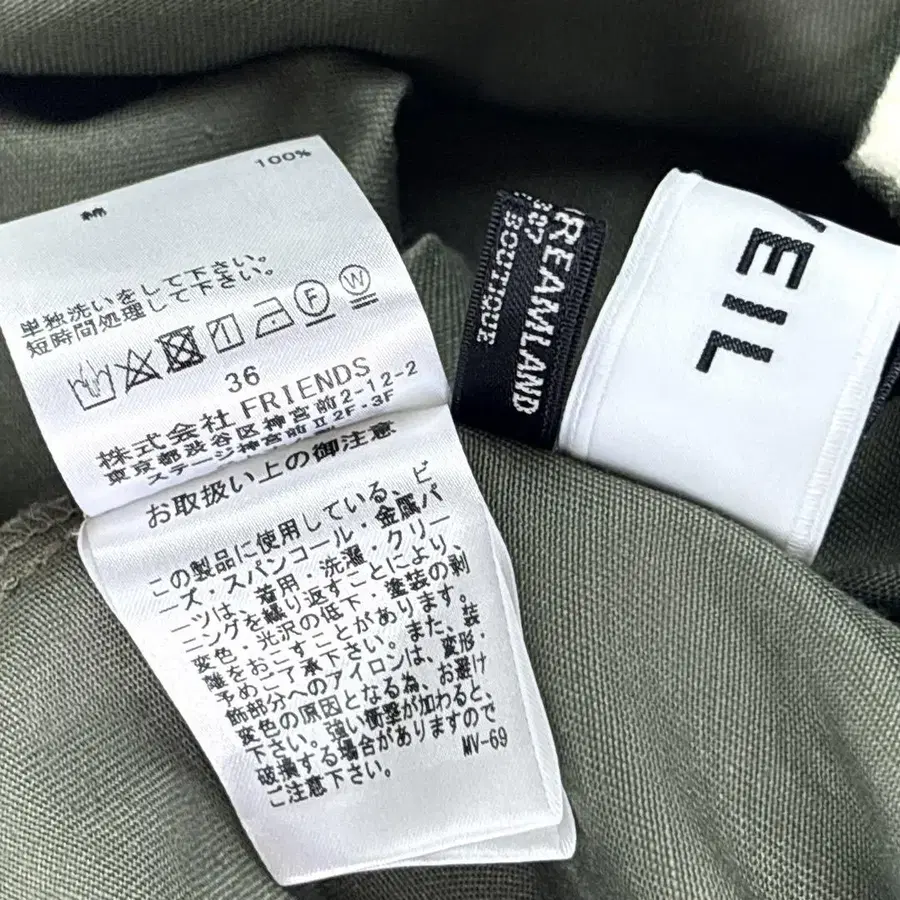 綿 100%
単独洗いをして下さい。
短時間処理して下さい。
F W
36
株式会社 FRIENDS
東京都渋谷区神宮前2-12-2
ステージ神宮前Ⅱ2F・3F
お取扱い上の御注意
この製品に使用している、ビ
ーズ・スパンコール・金属パ
ーツは、着用・洗濯・クリー
ニングを繰り返すことにより、
変色・光沢の低下・塗装の剥
離をおこすことがあります。
予めご了承下さい。また、装
飾部分へのアイロンは、変形・
変色の原因となる為、お避け
下さい。強い衝撃が加わると、
破損する場合がありますので
ご注意下さい。
MV-69
REAMLAND
BOUTIQUE
EIL